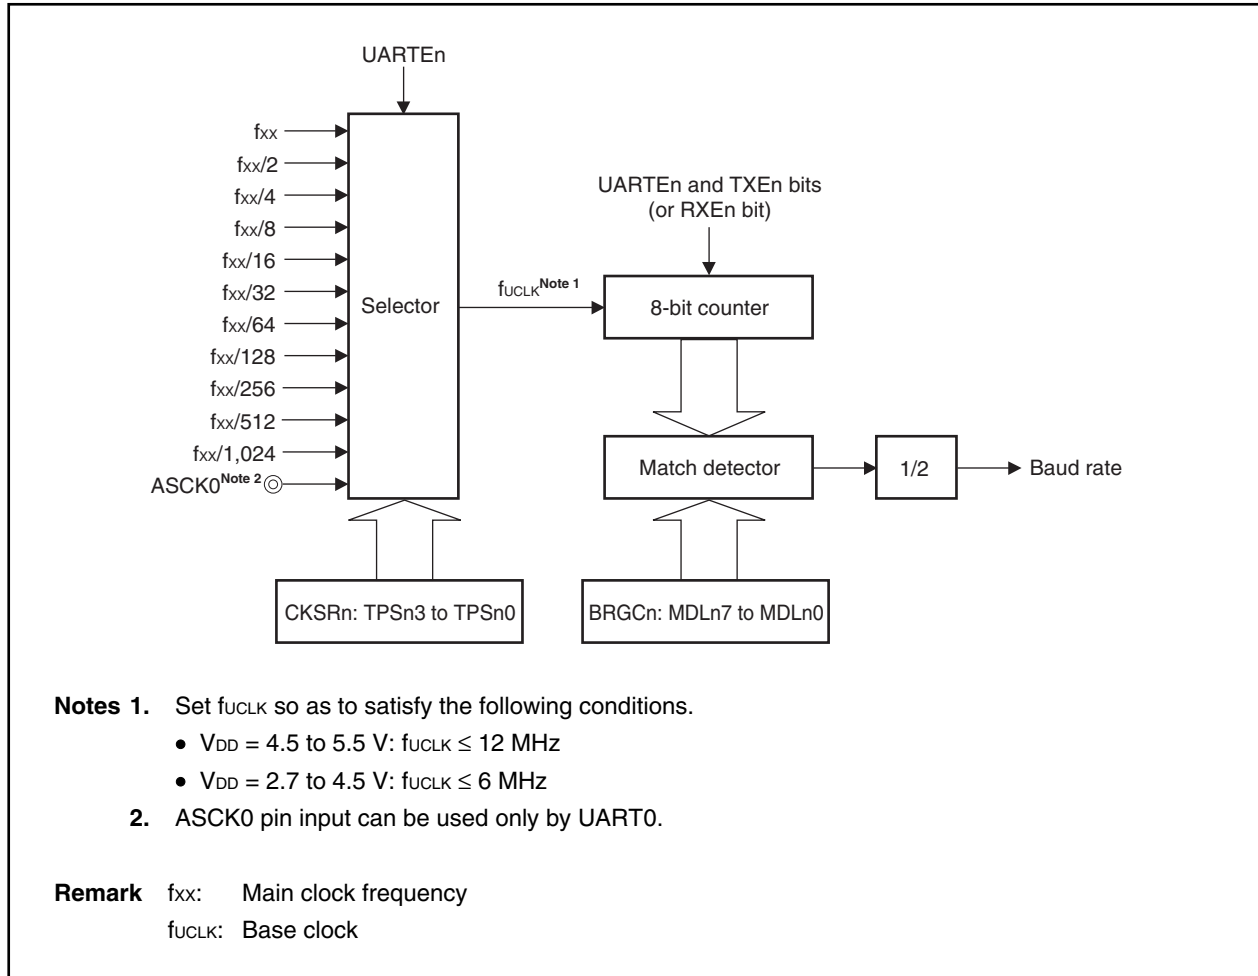 UARTEn
fXX
fXX/2
fXX/4
fXX/8
fXX/16
fXX/32
fXX/64
fXX/128
fXX/256
fXX/512
fXX/1,024
ASCK0Note 2
Selector
fUCLKNote 1
UARTEn and TXEn bits
(or RXEn bit)
8-bit counter
Match detector
1/2
Baud rate
CKSRn: TPSn3 to TPSn0
BRGCn: MDLn7 to MDLn0
Notes 1. Set fUCLK so as to satisfy the following conditions.
• VDD = 4.5 to 5.5 V: fUCLK ≤ 12 MHz
• VDD = 2.7 to 4.5 V: fUCLK ≤ 6 MHz
2. ASCK0 pin input can be used only by UART0.
Remark fXX: Main clock frequency
fUCLK: Base clock